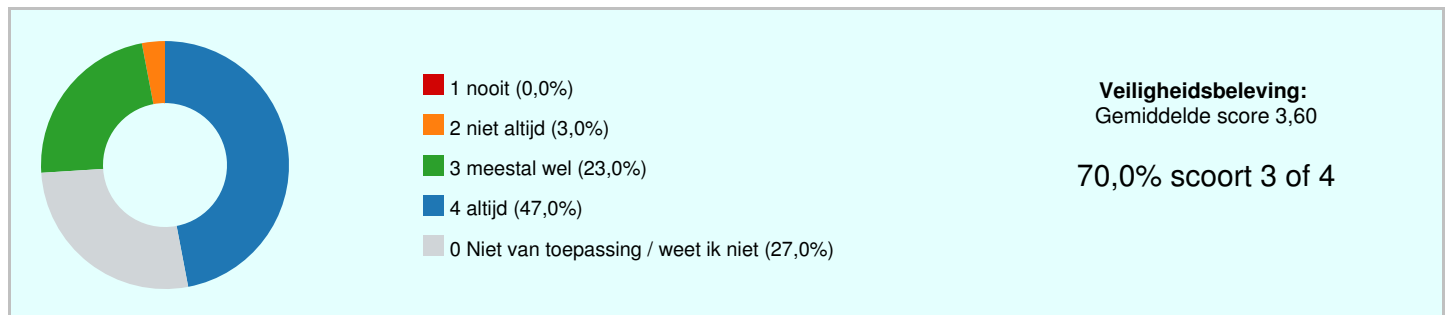 1 nooit (0,0%)
2 niet altijd (3,0%)
3 meestal wel (23,0%)
4 altijd (47,0%)
0 Niet van toepassing / weet ik niet (27,0%)
Veiligheidsbeleving:
Gemiddelde score 3,60
70,0% scoort 3 of 4